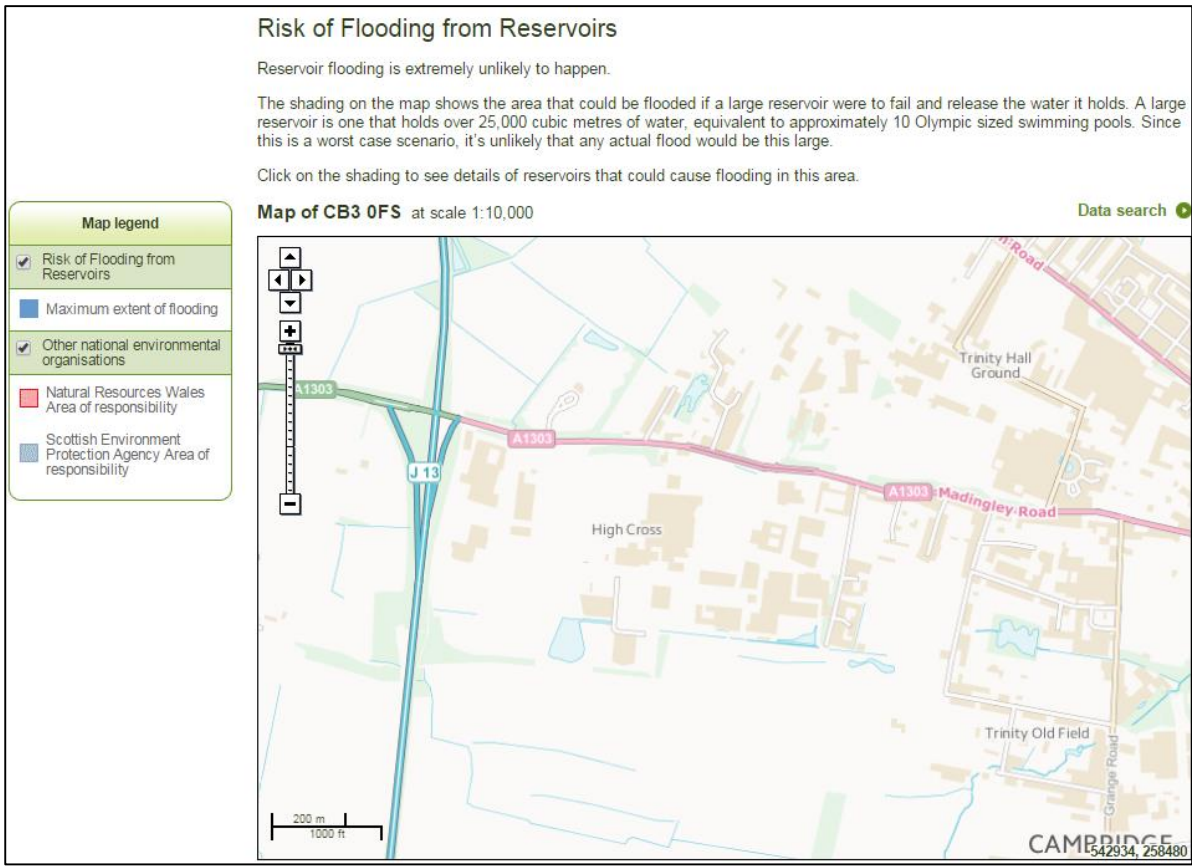 Risk of Flooding from Reservoirs
Reservoir flooding is extremely unlikely to happen.
The shading on the map shows the area that could be flooded if a large reservoir were to fail and release the water it holds. A large
reservoir is one that holds over 25,000 cubic metres of water, equivalent to approximately 10 Olympic sized swimming pools. Since
this is a worst case scenario, it's unlikely that any actual flood would be this large.
Click on the shading to see details of reservoirs that could cause flooding in this area.
Map of CB3 0FS at scale 1:10,000
Data search
Map legend
Risk of Flooding from
Reservoirs
Maximum extent of flooding
Other national environmental
organisations
Natural Resources Wales
Area of responsibility
Scottish Environment
Protection Agency Area of
responsibility
Road
Trinity Hall
Ground
A1303
A1303
J 13
A1303
Madingley Road
High Cross
Trinity Old Field
Grange Road
200 m
1000 ft
CAMBRIDGE
542934, 258480